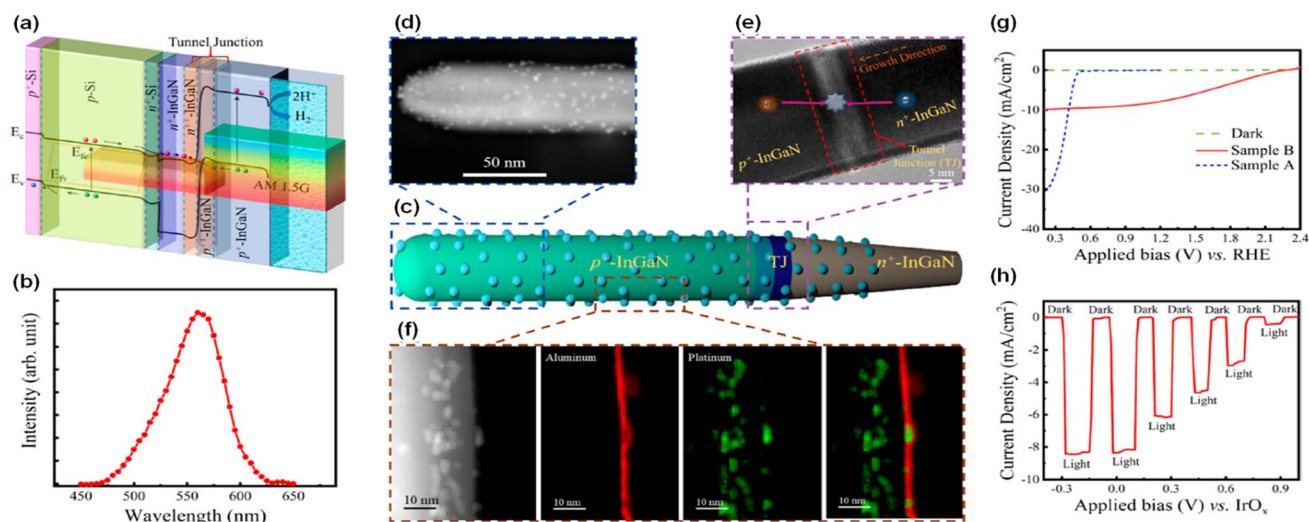 (a)
Tunnel Junction
p⁺-Si
p-Si
n⁺-Si
n⁺-InGaN
n⁺⁺-InGaN
p⁺⁺-InGaN
p⁺-InGaN
2H⁺
H₂
E_c
E_fe
E_v
E_fv
AM 1.5G
(b)
Intensity (arb. unit)
450 500 550 600 650
Wavelength (nm)
(d)
50 nm
(e)
Growth Direction
n⁺-InGaN
p⁺-InGaN
Tunnel
Junction (TJ)
5 nm
(c)
p⁺-InGaN
TJ
n⁺-InGaN
(f)
Aluminum
Platinum
10 nm
10 nm
10 nm
10 nm
(g)
Current Density (mA/cm²)
10
0
-10
-20
-30
-40
Dark
Sample B
Sample A
0.3 0.6 0.9 1.2 1.5 1.8 2.1 2.4
Applied bias (V) vs. RHE
(h)
Current Density (mA/cm²)
0
-2
-4
-6
-8
-10
Dark Dark Dark Dark Dark Dark Dark
Light
Light
Light
Light
Light
Light
-0.3 0.0 0.3 0.6 0.9
Applied bias (V) vs. IrOₓ